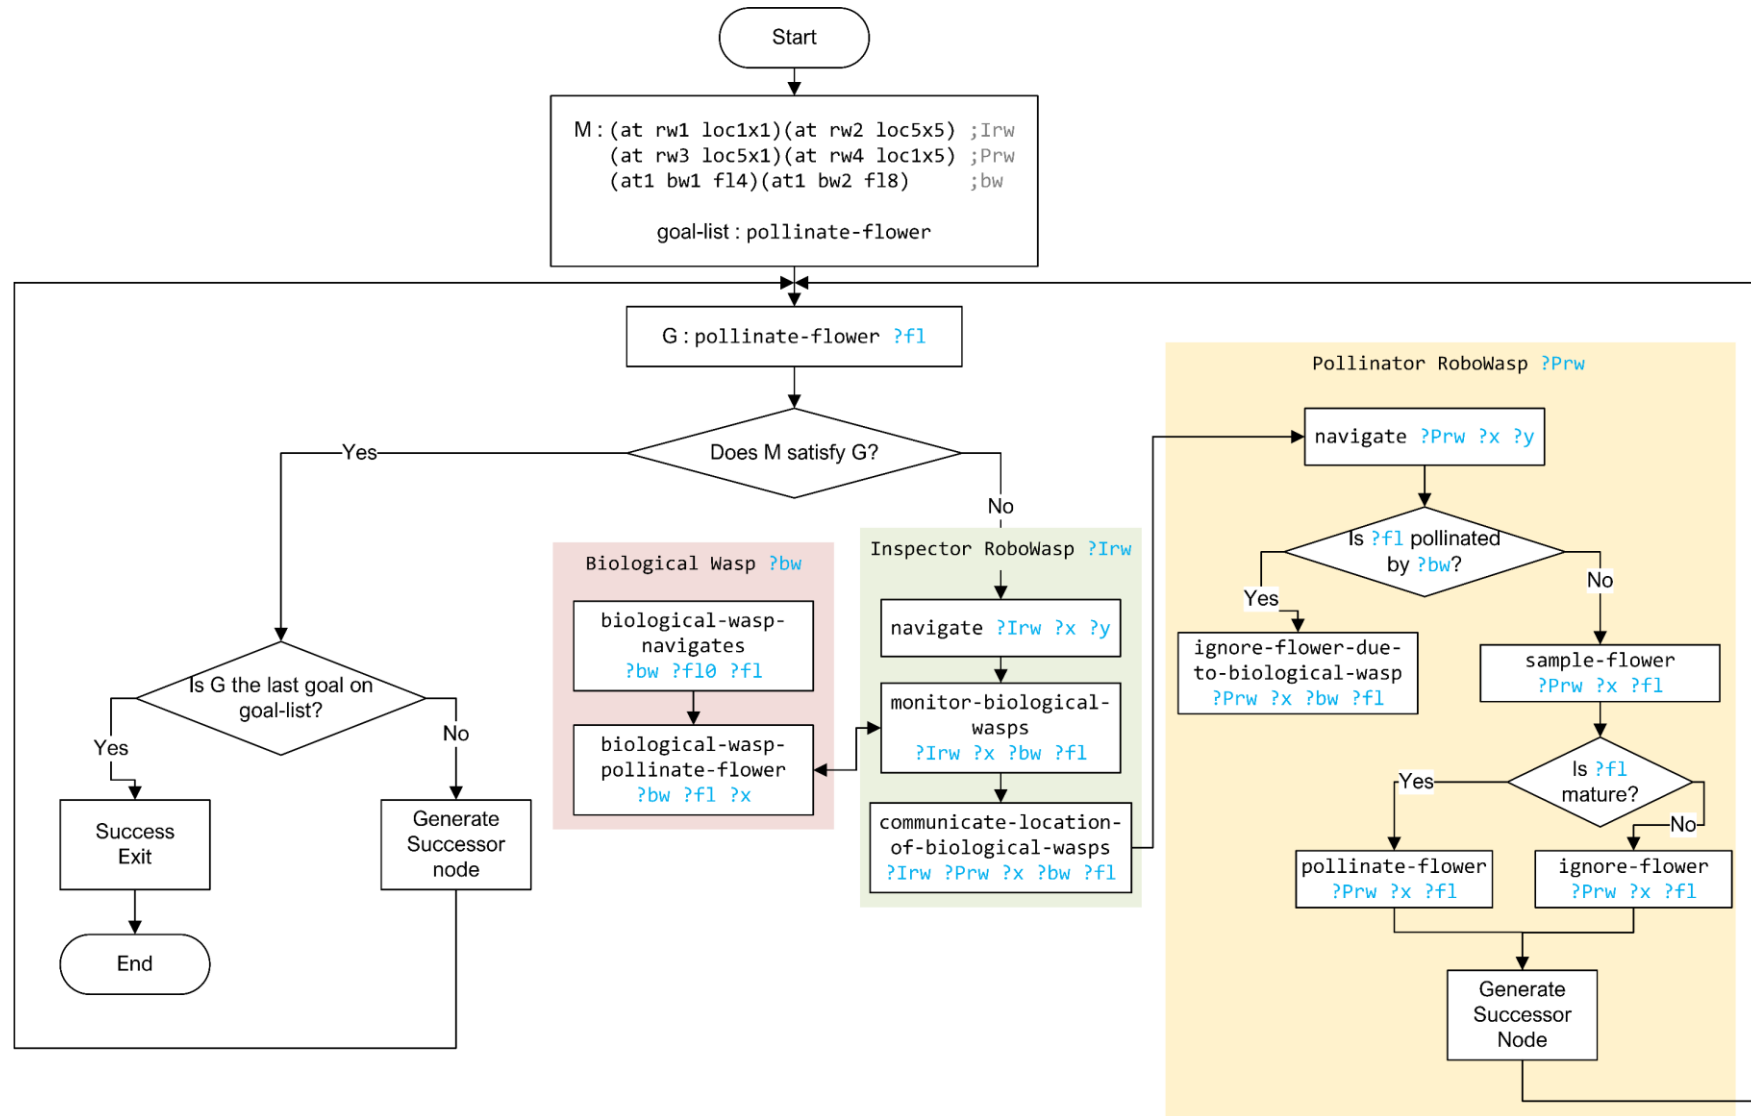 Start
M : (at rw1 loc1x1)(at rw2 loc5x5) ;Irw
(at rw3 loc5x1)(at rw4 loc1x5) ;Prw
(at1 bw1 fl4)(at1 bw2 fl8) ;bw
goal-list : pollinate-flower
G : pollinate-flower ?fl
Does M satisfy G?
Yes
No
Is G the last goal on
goal-list?
Yes
No
Success
Exit
End
Generate
Successor
node
Biological Wasp ?bw
biological-wasp-
navigates
?bw ?fl0 ?fl
biological-wasp-
pollinate-flower
?bw ?fl ?x
Inspector RoboWasp ?Irw
navigate ?Irw ?x ?y
monitor-biological-
wasps
?Irw ?x ?bw ?fl
communicate-location-
of-biological-wasps
?Irw ?Prw ?x ?bw ?fl
Pollinator RoboWasp ?Prw
navigate ?Prw ?x ?y
Is ?fl pollinated
by ?bw?
Yes
No
ignore-flower-due-
to-biological-wasp
?Prw ?x ?bw ?fl
sample-flower
?Prw ?x ?fl
Is ?fl
mature?
Yes
No
pollinate-flower
?Prw ?x ?fl
ignore-flower
?Prw ?x ?fl
Generate
Successor
Node